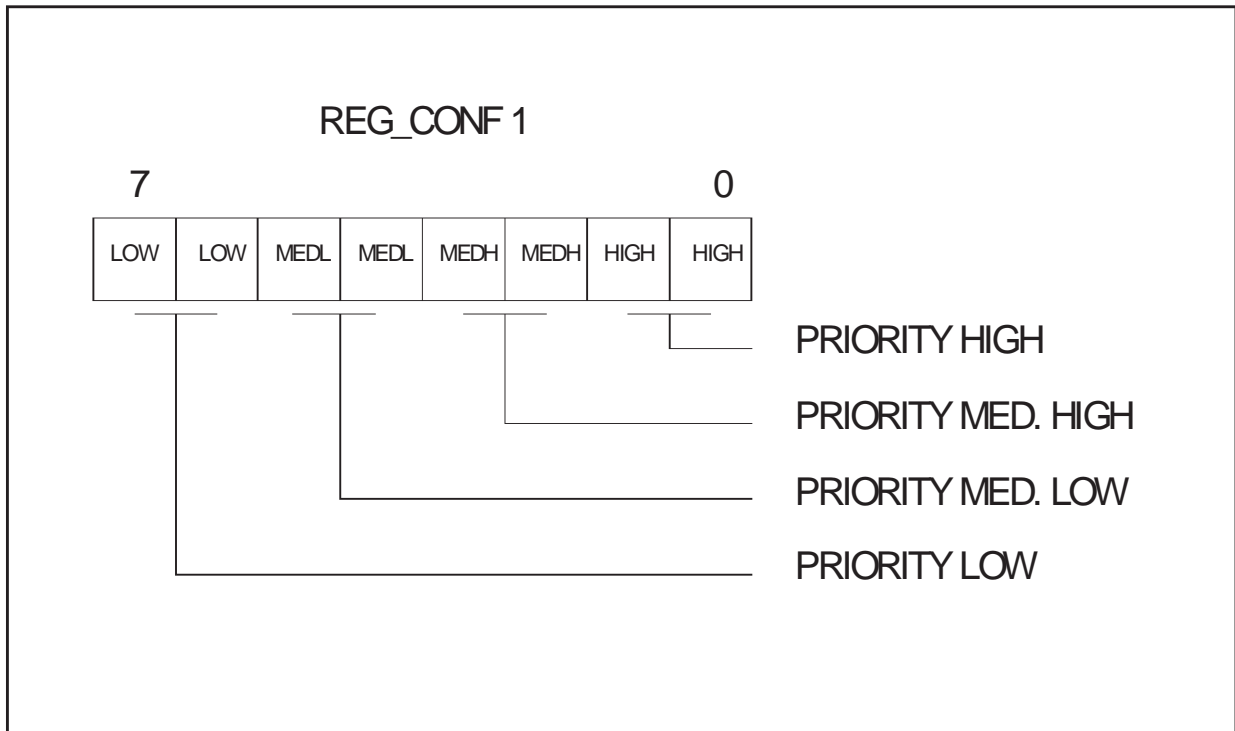 REG_CONF 1
7 0
LOW LOW MEDL MEDL MEDH MEDH HIGH HIGH
PRIORITY HIGH
PRIORITY MED. HIGH
PRIORITY MED. LOW
PRIORITY LOW